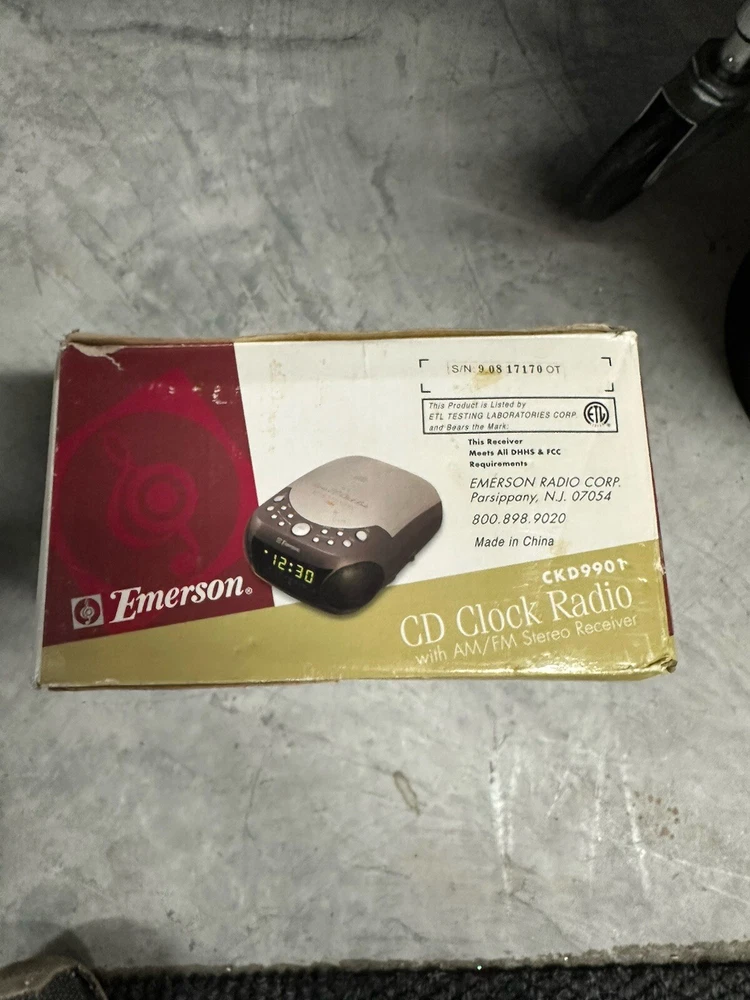 S/N: 9 08 17170 OT
This Product is Listed by
ETL TESTING LABORATORIES CORP.
and Bears the Mark:
ETL
This Receiver
Meets All DHHS & FCC
Requirements
EMERSON RADIO CORP.
Parsippany, N.J. 07054
800.898.9020
Made in China
12:30
Emerson®
CKD9901
CD Clock Radio
with AM/FM Stereo Receiver